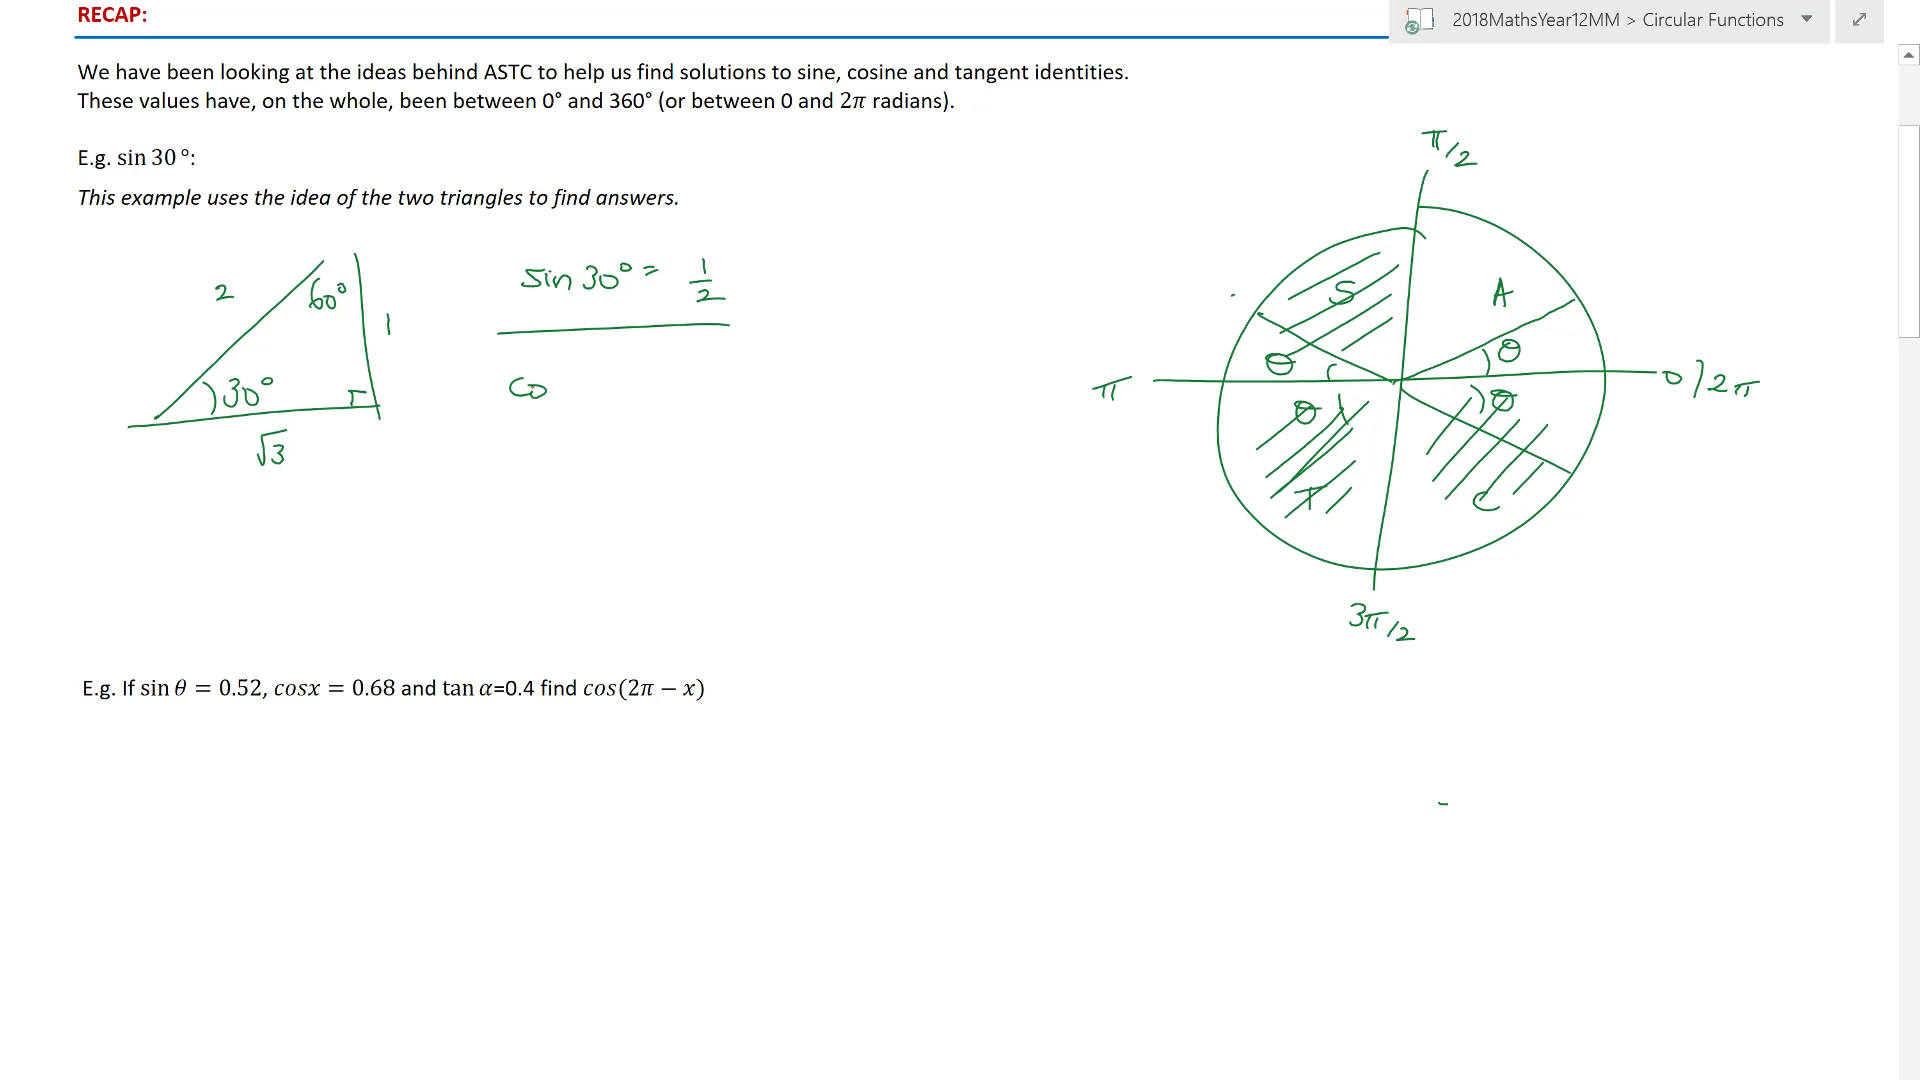 RECAP:
2018MathsYear12MM > Circular Functions
We have been looking at the ideas behind ASTC to help us find solutions to sine, cosine and tangent identities.
These values have, on the whole, been between 0° and 360° (or between 0 and 2π radians).
E.g. sin 30 °:
This example uses the idea of the two triangles to find answers.
2
60°
1
30°
√3
sin 30° = 1/2
co
π/2
S
A
θ
θ
π
0/2π
θ
θ
T
C
3π/2
E.g. If sin θ = 0.52, cosx = 0.68 and tan α=0.4 find cos(2π − x)
-